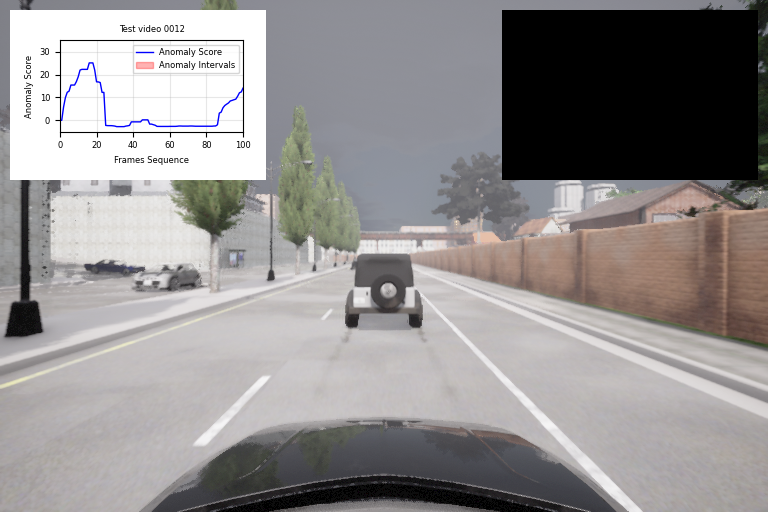 Test video 0012
Anomaly Score
Anomaly Intervals
30
20
10
0
Anomaly Score
0 20 40 60 80 100
Frames Sequence